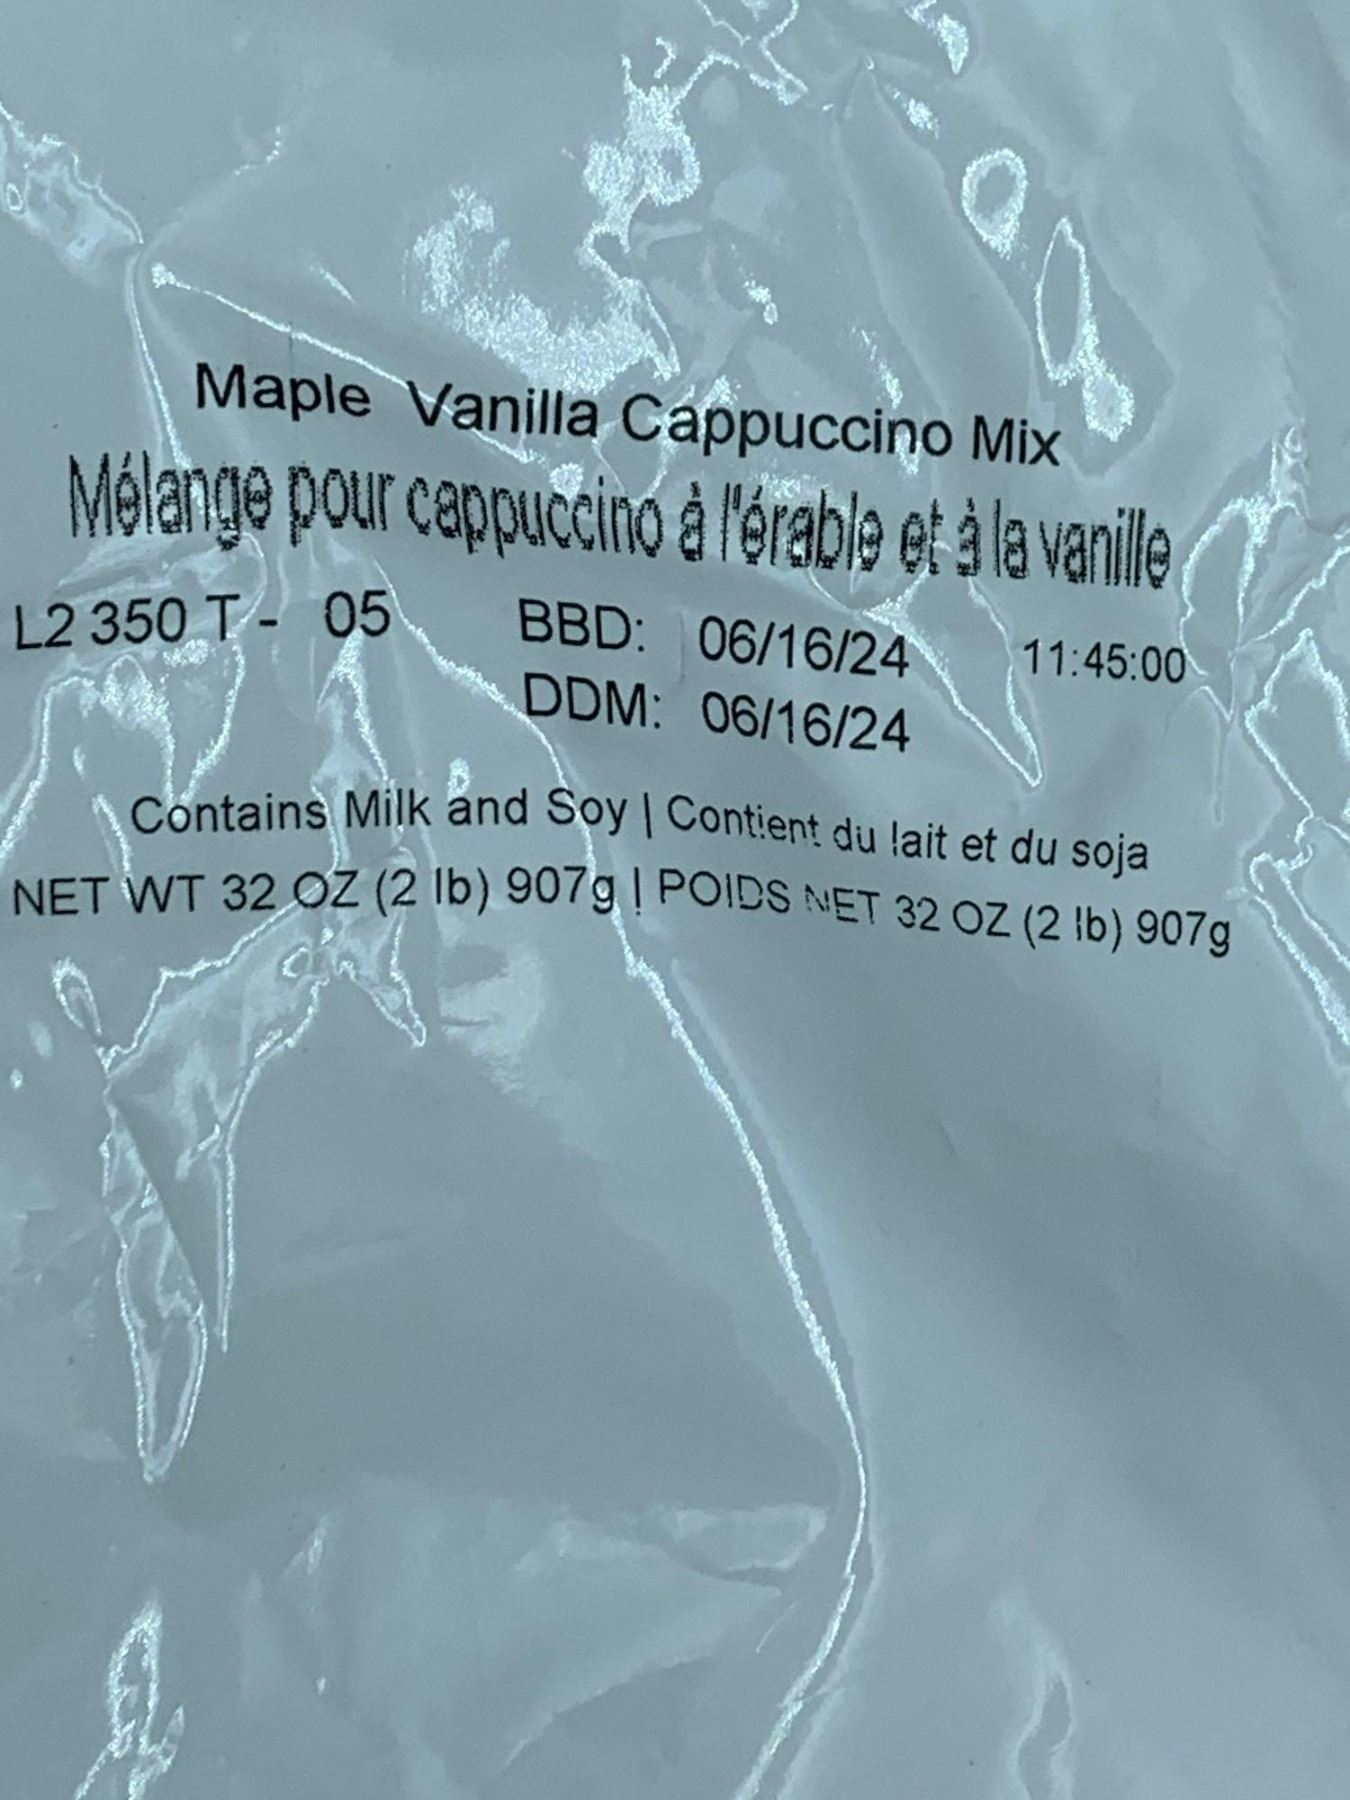 Maple Vanilla Cappuccino Mix
Mélange pour cappuccino à l'érable et à la vanille
L2 350 T - 05 BBD: 06/16/24 11:45:00
DDM: 06/16/24
Contains Milk and Soy | Contient du lait et du soja
NET WT 32 OZ (2 lb) 907g | POIDS NET 32 OZ (2 lb) 907g